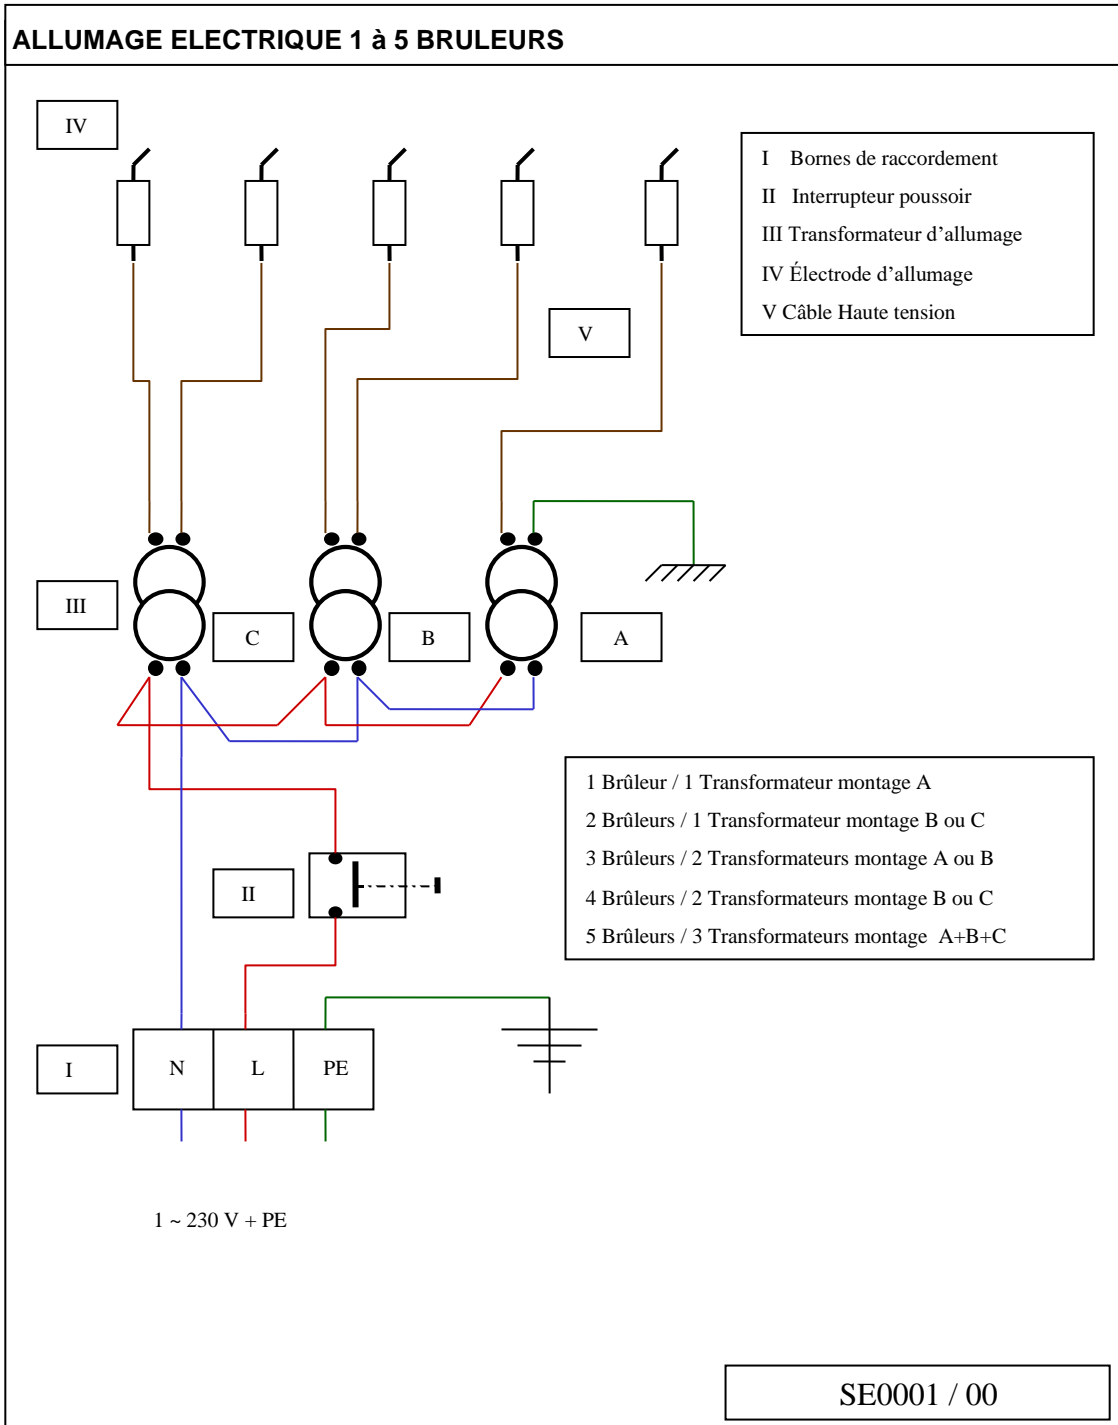 ALLUMAGE ELECTRIQUE 1 à 5 BRULEURS
IV
I Bornes de raccordement
II Interrupteur poussoir
III Transformateur d’allumage
IV Électrode d’allumage
V Câble Haute tension
V
III
C
B
A
1 Brûleur / 1 Transformateur montage A
2 Brûleurs / 1 Transformateur montage B ou C
3 Brûleurs / 2 Transformateurs montage A ou B
4 Brûleurs / 2 Transformateurs montage B ou C
5 Brûleurs / 3 Transformateurs montage A+B+C
II
I
N
L
PE
1 ~ 230 V + PE
SE0001 / 00